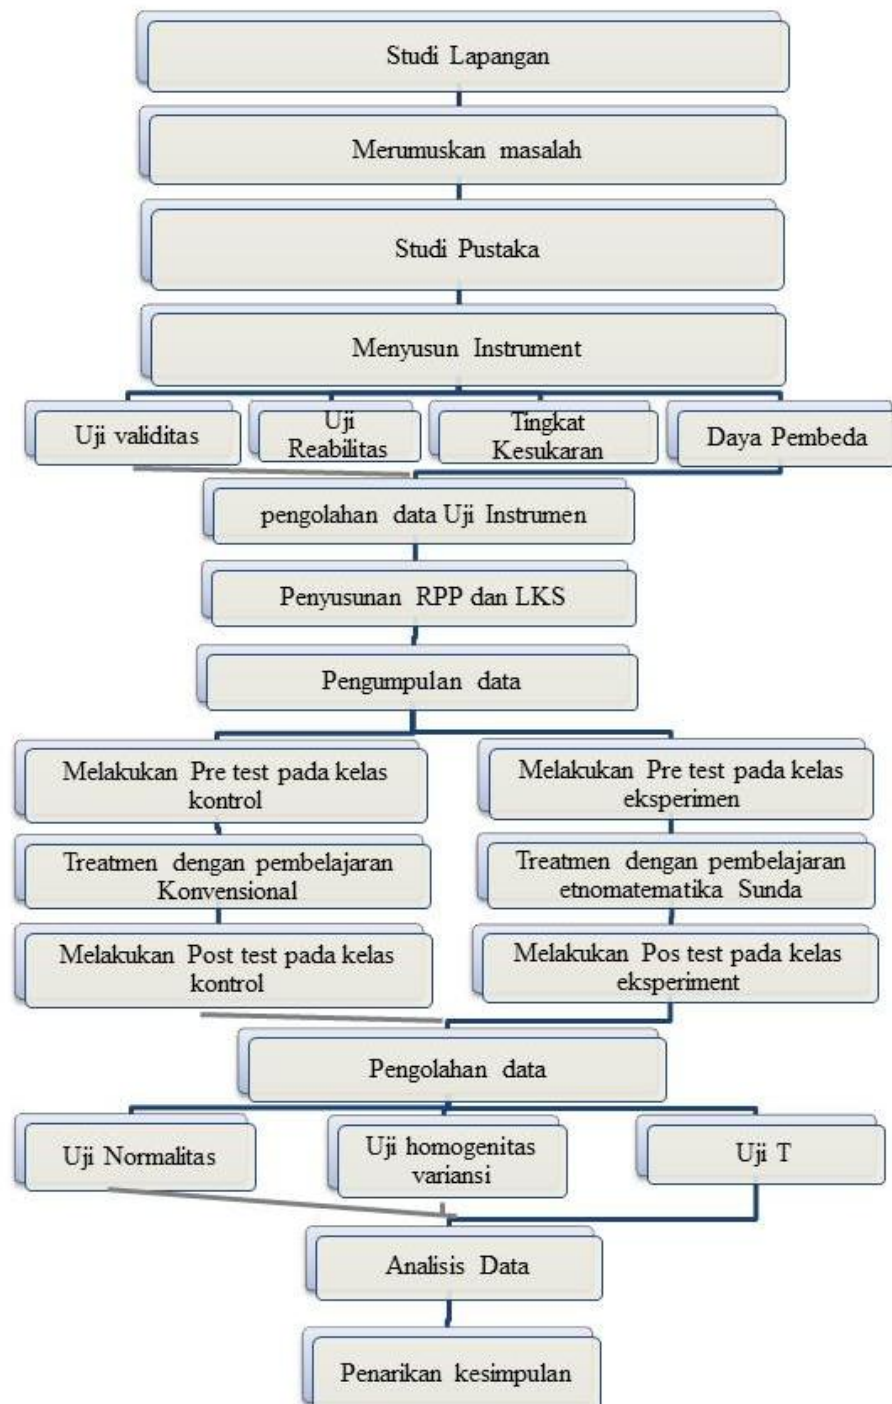 Studi Lapangan
Merumuskan masalah
Studi Pustaka
Menyusun Instrument
Uji validitas
Uji
Reabilitas
Tingkat
Kesukaran
Daya Pembeda
pengolahan data Uji Instrumen
Penyusunan RPP dan LKS
Pengumpulan data
Melakukan Pre test pada kelas
kontrol
Melakukan Pre test pada kelas
eksperimen
Treatmen dengan pembelajaran
Konvensional
Treatmen dengan pembelajaran
etnomatematika Sunda
Melakukan Post test pada kelas
kontrol
Melakukan Pos test pada kelas
eksperiment
Pengolahan data
Uji Normalitas
Uji homogenitas
variansi
Uji T
Analisis Data
Penarikan kesimpulan